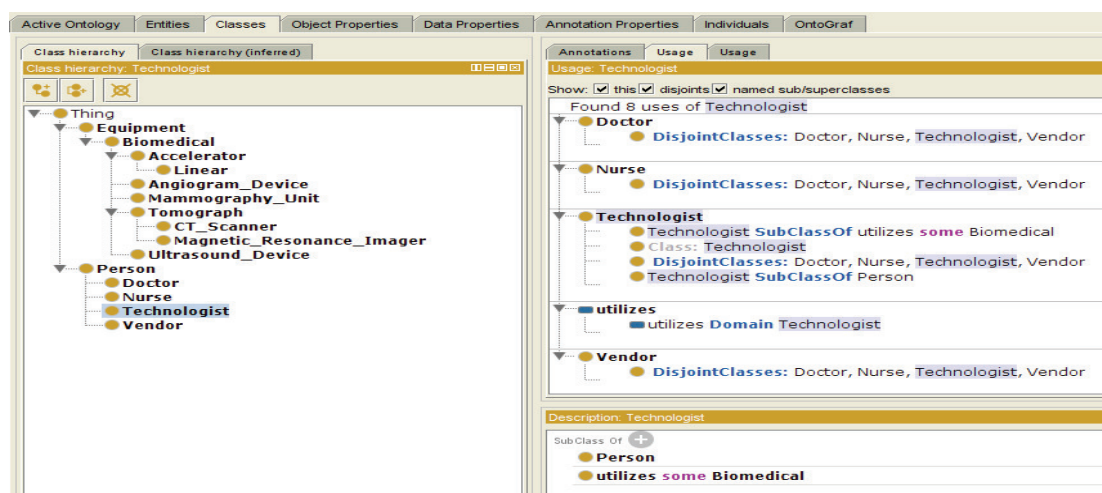 Active Ontology Entities Classes Object Properties Data Properties Annotation Properties Individuals OntoGraf
Class hierarchy Class hierarchy (inferred)
Class hierarchy: Technologist
Thing
Equipment
Biomedical
Accelerator
Linear
Angiogram_Device
Mammography_Unit
Tomograph
CT_Scanner
Magnetic_Resonance_Imager
Ultrasound_Device
Person
Doctor
Nurse
Technologist
Vendor
Annotations Usage Usage
Usage: Technologist
Show: this disjoints named sub/superclasses
Found 8 uses of Technologist
Doctor
DisjointClasses: Doctor, Nurse, Technologist, Vendor
Nurse
DisjointClasses: Doctor, Nurse, Technologist, Vendor
Technologist
Technologist SubClassOf utilizes some Biomedical
Class: Technologist
DisjointClasses: Doctor, Nurse, Technologist, Vendor
Technologist SubClassOf Person
utilizes
utilizes Domain Technologist
Vendor
DisjointClasses: Doctor, Nurse, Technologist, Vendor
Description: Technologist
SubClass Of
Person
utilizes some Biomedical